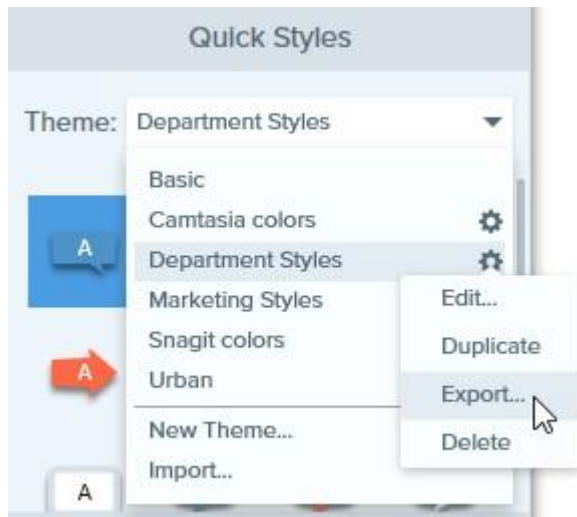 Quick Styles
Theme: Department Styles
Basic
Camtasia colors
A
Department Styles
Marketing Styles
Edit...
Snagit colors
Duplicate
A
Urban
Export...
New Theme...
Delete
Import...
A